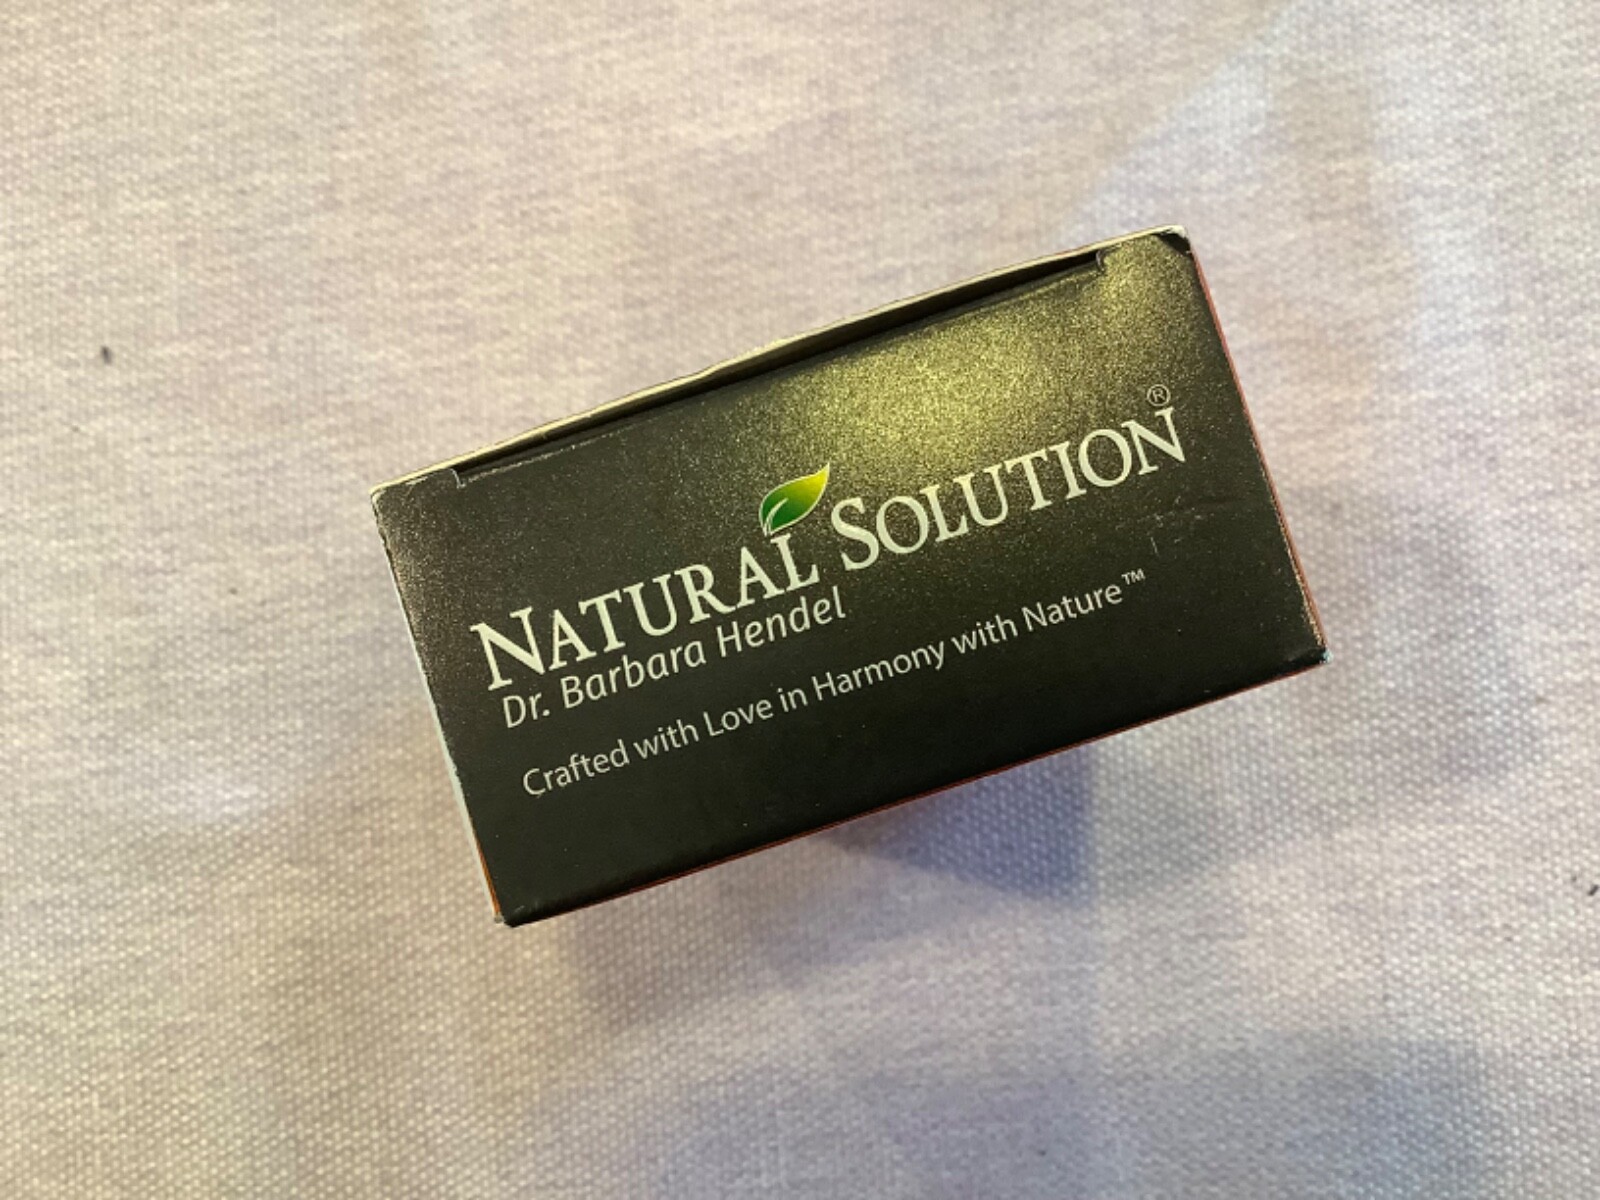 NATURAL SOLUTION®
Dr. Barbara Hendel
Crafted with Love in Harmony with Nature™